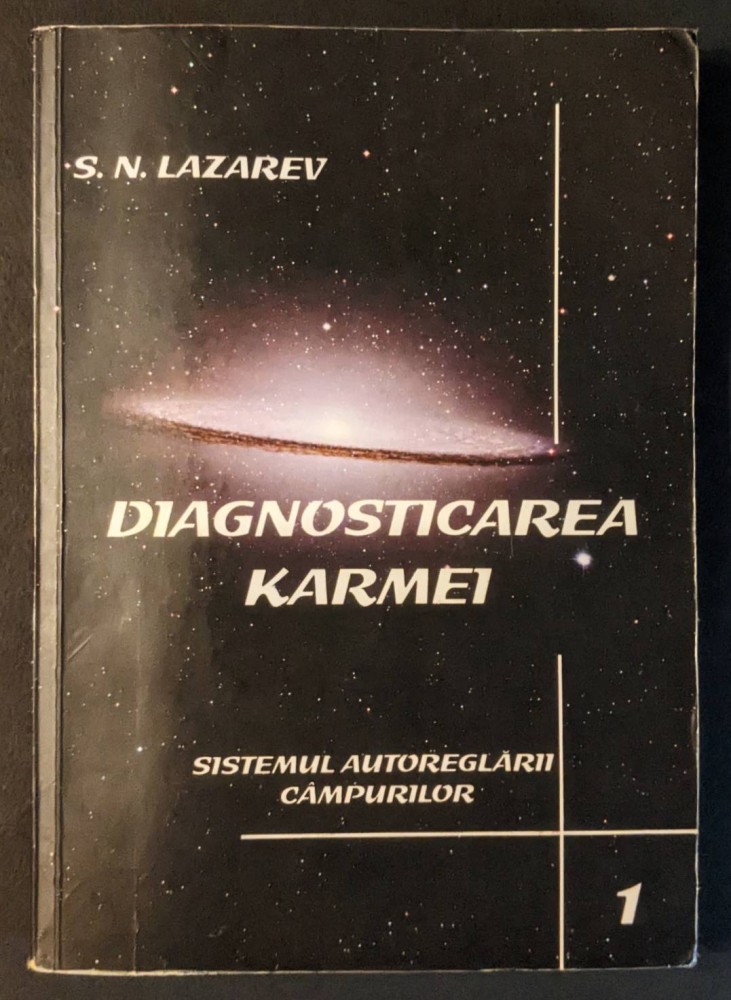 S. N. LAZAREV
DIAGNOSTICAREA
KARMEI
SISTEMUL AUTOREGLĂRII
CÂMPURILOR
1